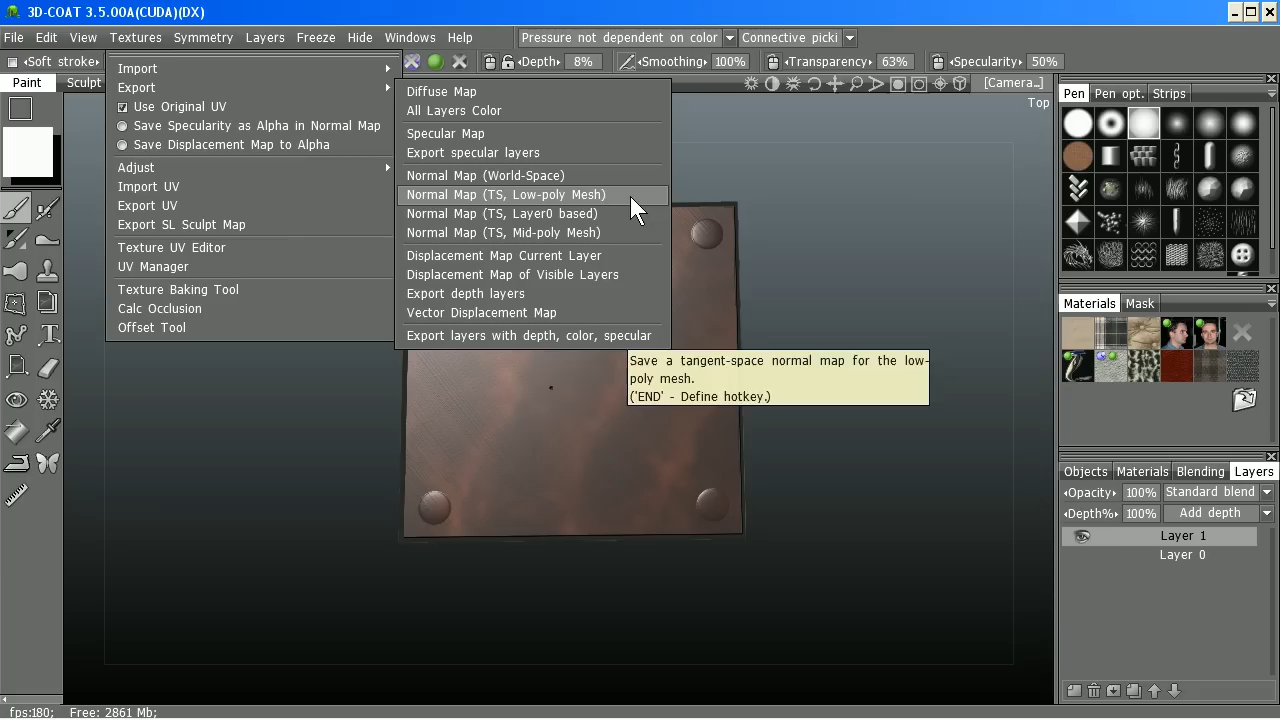 3D-COAT 3.5.00A(CUDA)(DX)
File Edit View Textures Symmetry Layers Freeze Hide Windows Help Pressure not dependent on color Connective picki
Soft stroke Depth: 8% Smoothing: 100% Transparency: 63% Specularity: 50%
Paint Sculpt [Camera...]
Top
Import
Export
Use Original UV
Save Specularity as Alpha in Normal Map
Save Displacement Map to Alpha
Adjust
Import UV
Export UV
Export SL Sculpt Map
Texture UV Editor
UV Manager
Texture Baking Tool
Calc Occlusion
Offset Tool
Diffuse Map
All Layers Color
Specular Map
Export specular layers
Normal Map (World-Space)
Normal Map (TS, Low-poly Mesh)
Normal Map (TS, Layer0 based)
Normal Map (TS, Mid-poly Mesh)
Displacement Map Current Layer
Displacement Map of Visible Layers
Export depth layers
Vector Displacement Map
Export layers with depth, color, specular
Save a tangent-space normal map for the low-
poly mesh.
('END' - Define hotkey.)
Pen Pen opt. Strips
Materials Mask
Objects Materials Blending Layers
Opacity: 100% Standard blend
Depth% 100% Add depth
Layer 1
Layer 0
fps:180; Free: 2861 Mb;